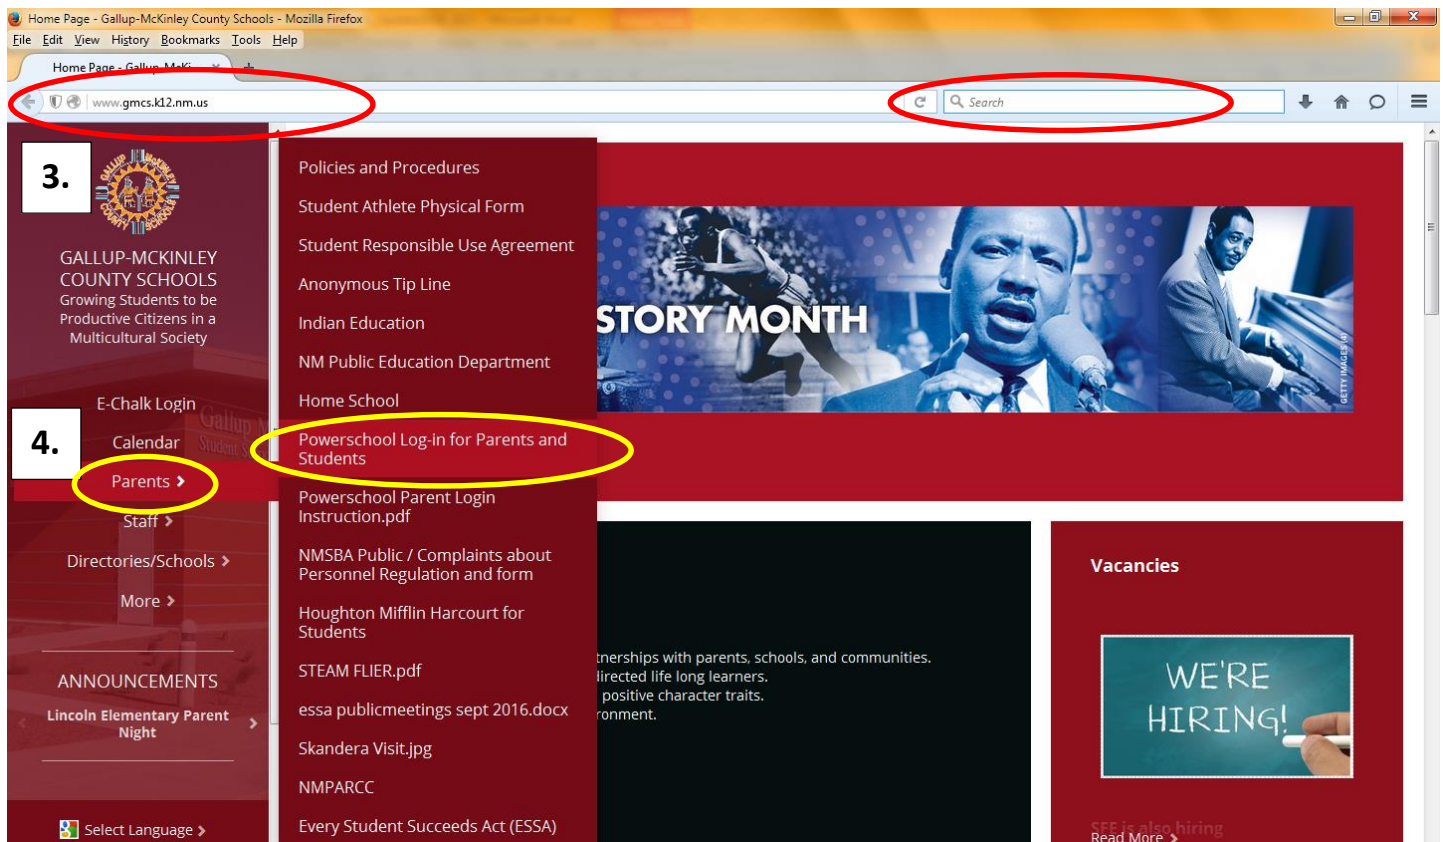 Home Page - Gallup-McKinley County Schools - Mozilla Firefox
File Edit View History Bookmarks Tools Help
Home Page - Gallup-McKi...
www.gmcs.k12.nm.us
Search
3.
GALLUP-MCKINLEY
COUNTY SCHOOLS
Growing Students to be
Productive Citizens in a
Multicultural Society
E-Chalk Login
4.
Calendar
Parents
Staff
Directories/Schools
More
ANNOUNCEMENTS
Lincoln Elementary Parent
Night
Select Language
Policies and Procedures
Student Athlete Physical Form
Student Responsible Use Agreement
Anonymous Tip Line
Indian Education
NM Public Education Department
Home School
Powerschool Log-in for Parents and
Students
Powerschool Parent Login
Instruction.pdf
NMSBA Public / Complaints about
Personnel Regulation and form
Houghton Mifflin Harcourt for
Students
STEAM FLIER.pdf
essa publicmeetings sept 2016.docx
Skandera Visit.jpg
NMPARCC
Every Student Succeeds Act (ESSA)
STORY MONTH
GETTY IMAGES (4)
tnerships with parents, schools, and communities.
directed life long learners.
positive character traits.
ronment.
Vacancies
WE'RE
HIRING!
SFE is also hiring
Read More